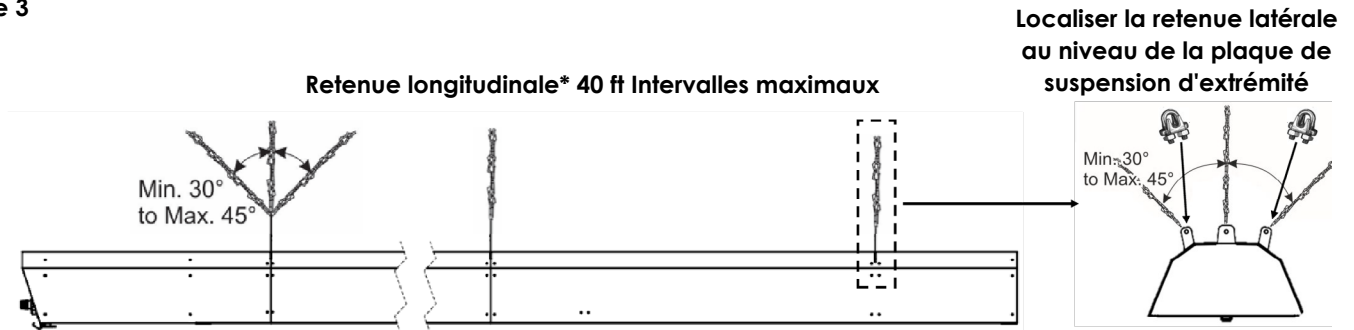 e 3
Localiser la retenue latérale
au niveau de la plaque de
suspension d'extrémité
Retenue longitudinale* 40 ft Intervalles maximaux
Min. 30°
to Max. 45°
Min. 30°
to Max. 45°